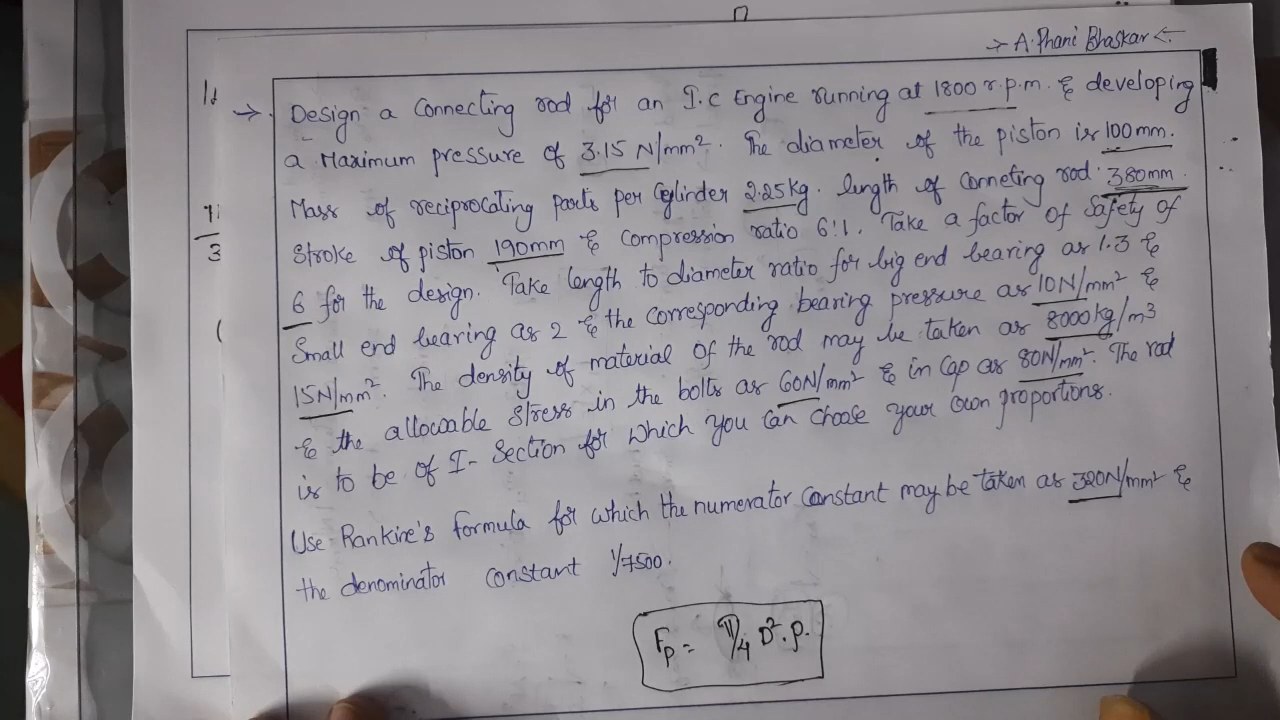 → A. Phani Bhaskar ←
→. Design a Connecting rod for an I.C Engine running at 1800 r.p.m. & developing
a Maximum pressure of 3.15 N/mm². The diameter of the piston is 100mm.
Mass of reciprocating parts per Cylinder 2.25kg. length of Conneting rod. 380mm.
Stroke of piston 190mm & Compression ratio 6:1. Take a factor of Safety of
6 for the design. Take length to diameter ratio for big end bearing as 1.3 &
Small end bearing as 2 & the corresponding bearing pressure as 10N/mm² &
15N/mm². The density of material of the rod may be taken as 8000kg/m3
& the allowable stress in the bolts as 60N/mm² & in Cap as 80N/mm². The rod
is to be of I- Section for which you can choose your own proportions.
Use Rankine's formula for which the numerator Constant may be taken as 320N/mm² &
the denominator constant 1/7500.
Fp = π/4 D². p.